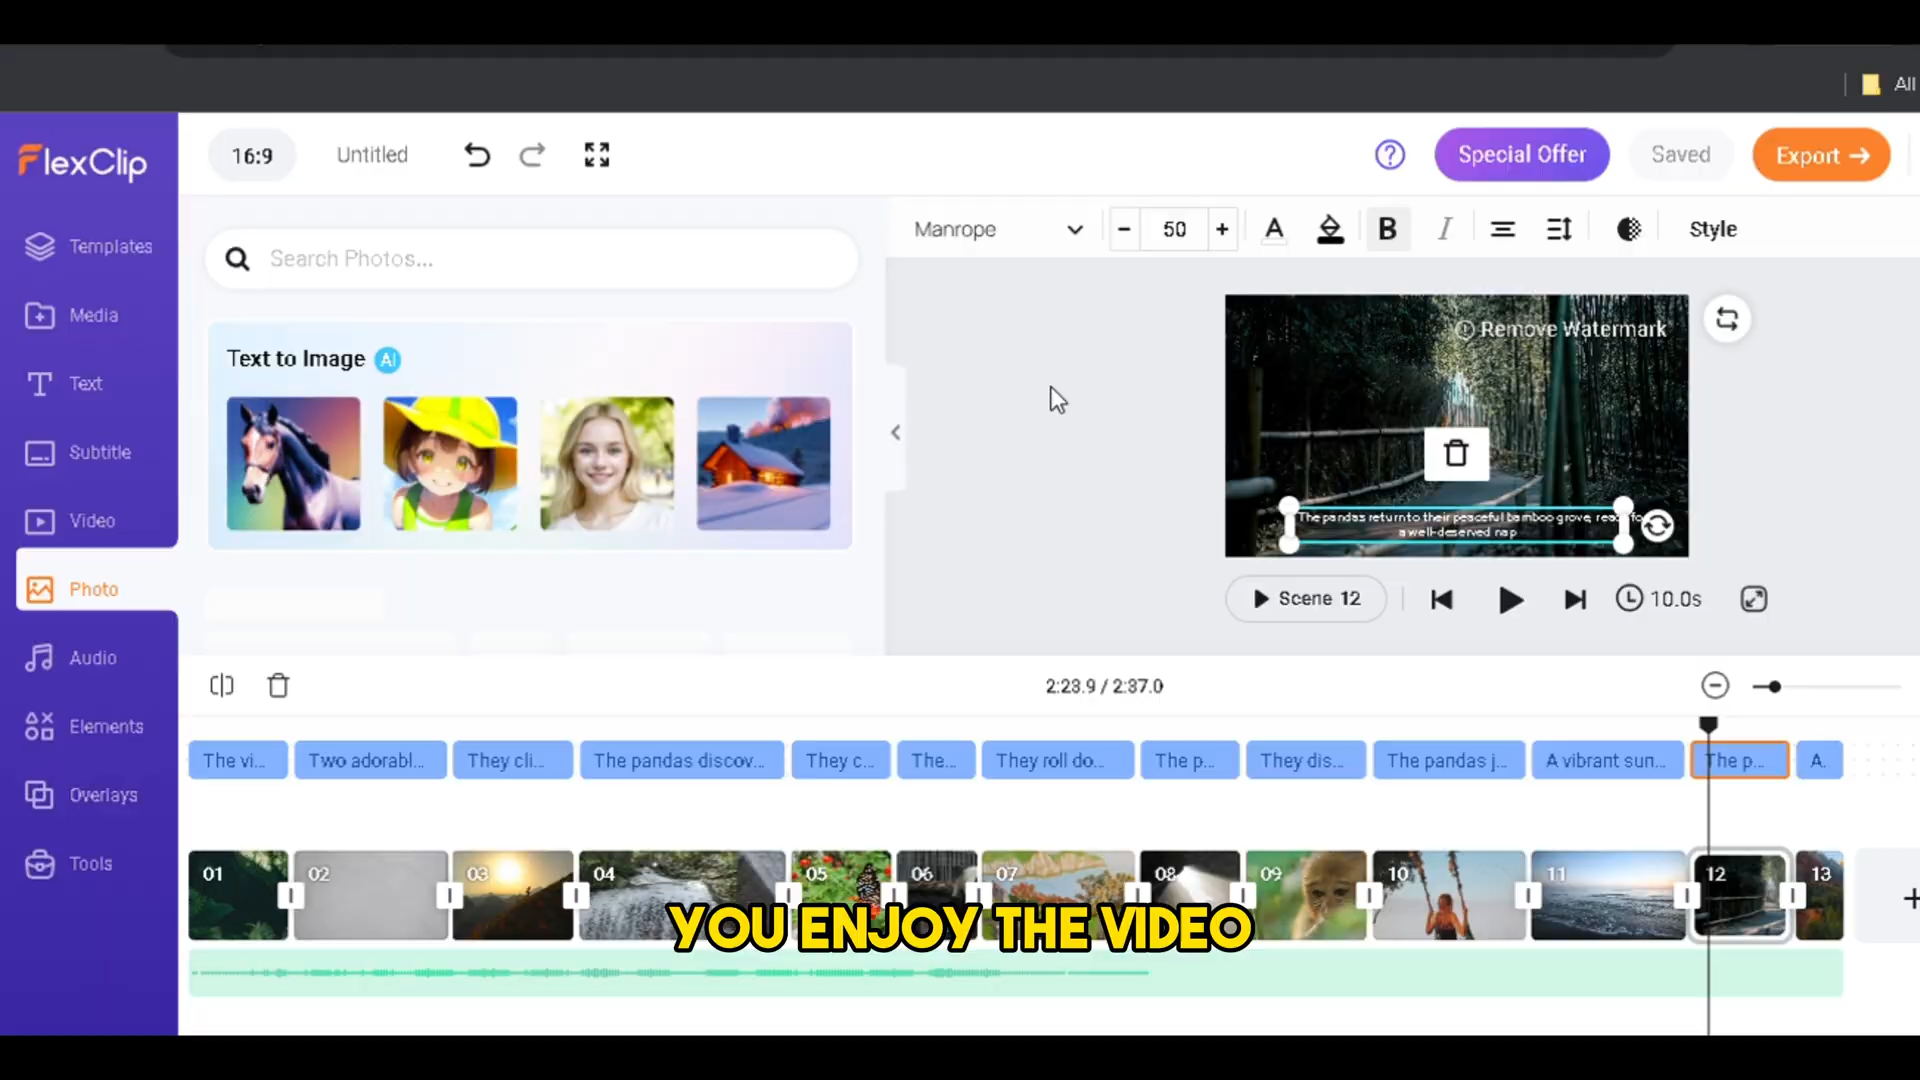 All
FlexClip
16:9
Untitled
Special Offer
Saved
Export
Templates
Media
Text
Subtitle
Video
Photo
Audio
Elements
Overlays
Tools
Search Photos...
Text to Image AI
Manrope
50
A
B
I
Style
Remove Watermark
The pandas return to their peaceful bamboo grove, read fo
a well-deserved nap
Scene 12
10.0s
2:23.9 / 2:37.0
The vi...
Two adorabl...
They cli...
The pandas discov...
They c...
The...
They roll do...
The p...
They dis...
The pandas j...
A vibrant sun...
The p...
A.
01
02
03
04
05
06
07
08
09
10
11
12
13
YOU ENJOY THE VIDEO